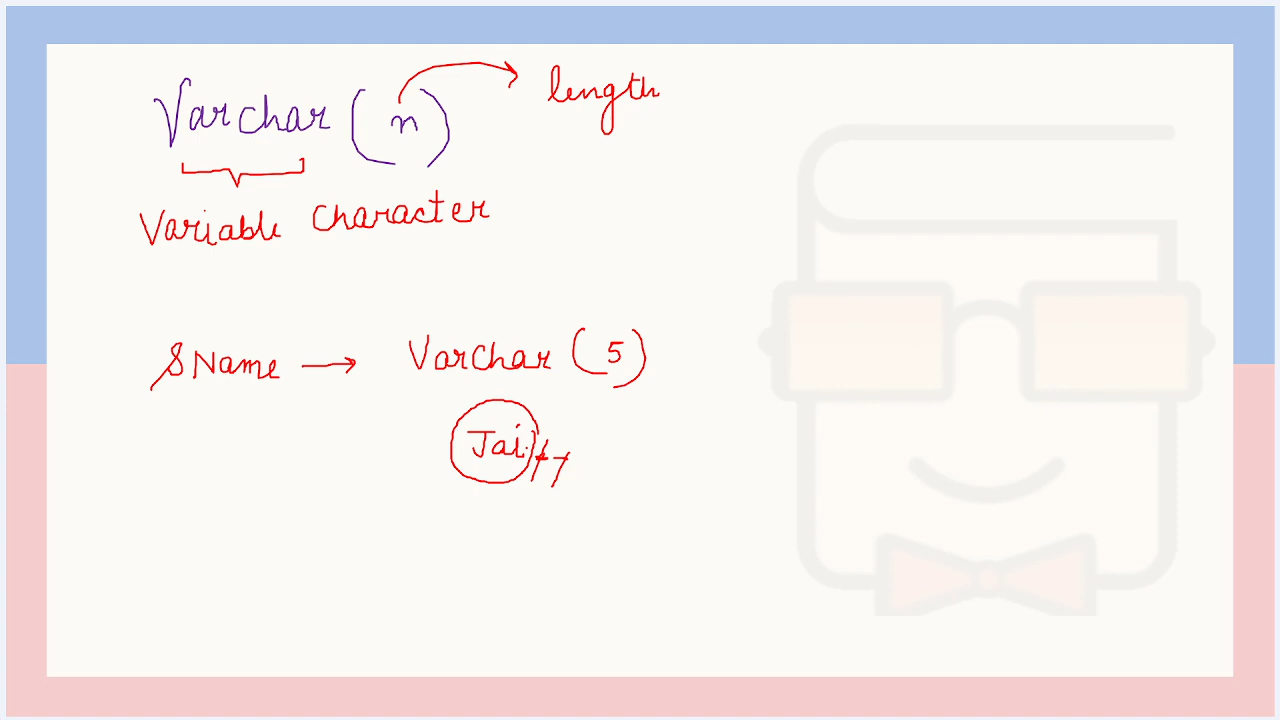 Varchar (n) → length
Variable Character
SName → Varchar (5)
Jai